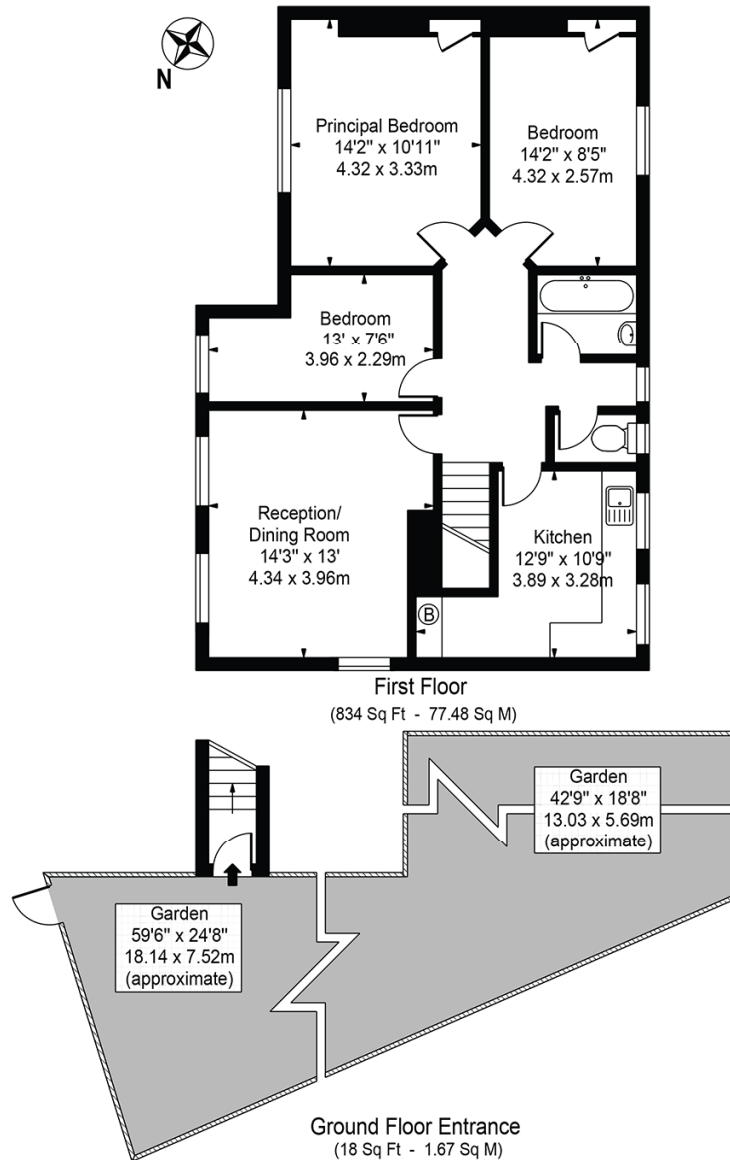 N
Principal Bedroom
14'2" x 10'11"
4.32 x 3.33m
Bedroom
14'2" x 8'5"
4.32 x 2.57m
Bedroom
13' x 7'6"
3.96 x 2.29m
Reception/
Dining Room
14'3" x 13'
4.34 x 3.96m
Kitchen
12'9" x 10'9"
3.89 x 3.28m
B
First Floor
(834 Sq Ft - 77.48 Sq M)
Garden
42'9" x 18'8"
13.03 x 5.69m
(approximate)
Garden
59'6" x 24'8"
18.14 x 7.52m
(approximate)
Ground Floor Entrance
(18 Sq Ft - 1.67 Sq M)